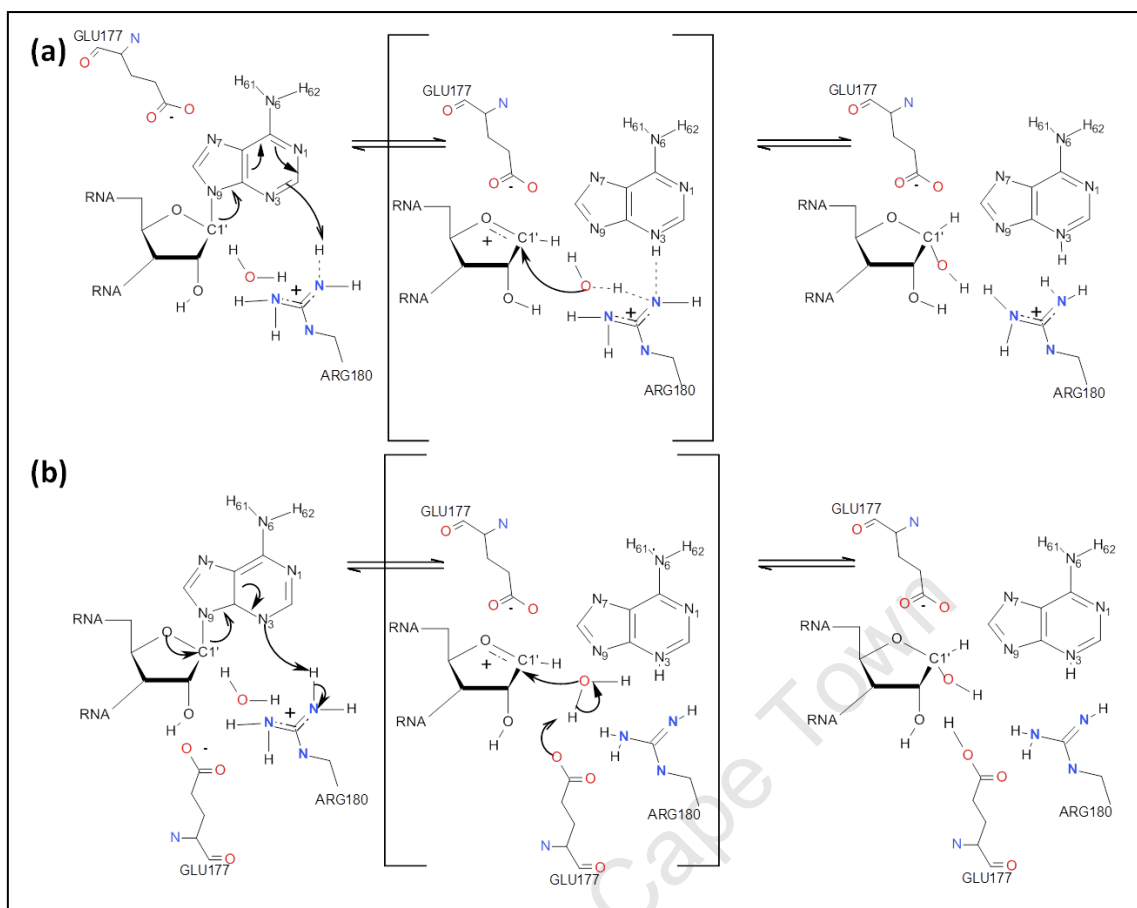 (a)
GLU177
N
O
O
O
-
H61
H62
N6
N7
N1
N9
N3
RNA
O
C1'
H
H
O
H
RNA
O
H
H
N
H
+
N
H
N
ARG180
GLU177
N
O
O
O
-
H61
H62
N6
N7
N1
N9
N3
H
RNA
O
C1'
H
+
H
O
H
RNA
O
H
N
H
+
H
N
H
N
ARG180
GLU177
N
O
O
O
-
H61
H62
N6
N7
N1
N9
N3
H
RNA
O
H
C1'
O
H
RNA
O
H
H
H
N
H
+
N
H
N
ARG180
(b)
H61
H62
N6
N7
N1
N9
N3
RNA
O
C1'
H
H
O
H
RNA
O
H
H
N
H
+
N
H
N
ARG180
O
-
O
N
O
GLU177
GLU177
N
O
O
O
-
H61
H62
N6
N7
N1
N9
N3
H
RNA
O
C1'
H
+
O
H
H
RNA
O
H
N
H
H
N
H
N
ARG180
O
O
N
O
GLU177
GLU177
N
O
O
O
-
H61
H62
N6
N7
N1
N9
N3
H
RNA
O
H
C1'
O
H
RNA
O
H
H
O
O
N
H
H
N
H
N
ARG180
N
O
GLU177
Cape Town